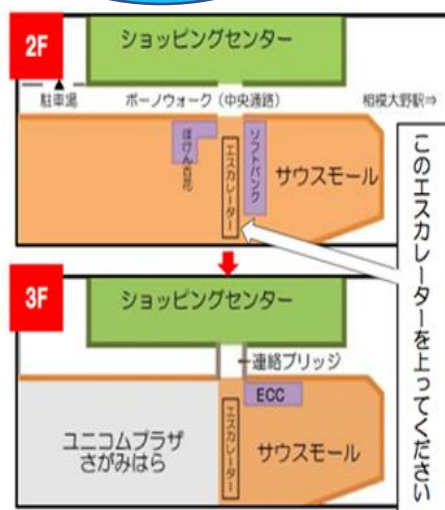 2F
ショッピングセンター
駐車場
ボーノウォーク（中央通路）
相模大野駅⇒
ほけん百花
エスカレーター
ソフトバンク
サウスモール
このエスカレーターを上ってください
3F
ショッピングセンター
←連絡ブリッジ
ECC
エスカレーター
ユニコムプラザ
さがみはら
サウスモール